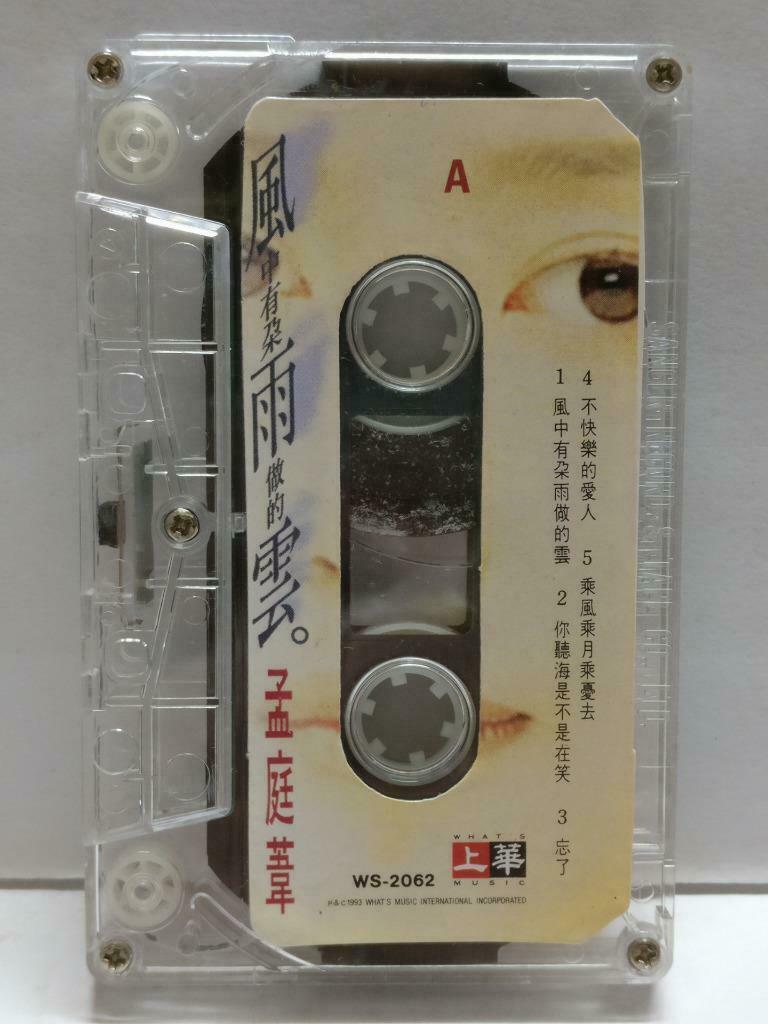 A
風中有朵雨做的雲。
孟庭葦
1 風中有朵雨做的雲 2 你聽海是不是在笑 3 忘了
4 不快樂的愛人 5 乘風乘月乘憂去
WHAT'S
上華
MUSIC
WS-2062
P.& C 1993 WHAT'S MUSIC INTERNATIONAL INCORPORATED